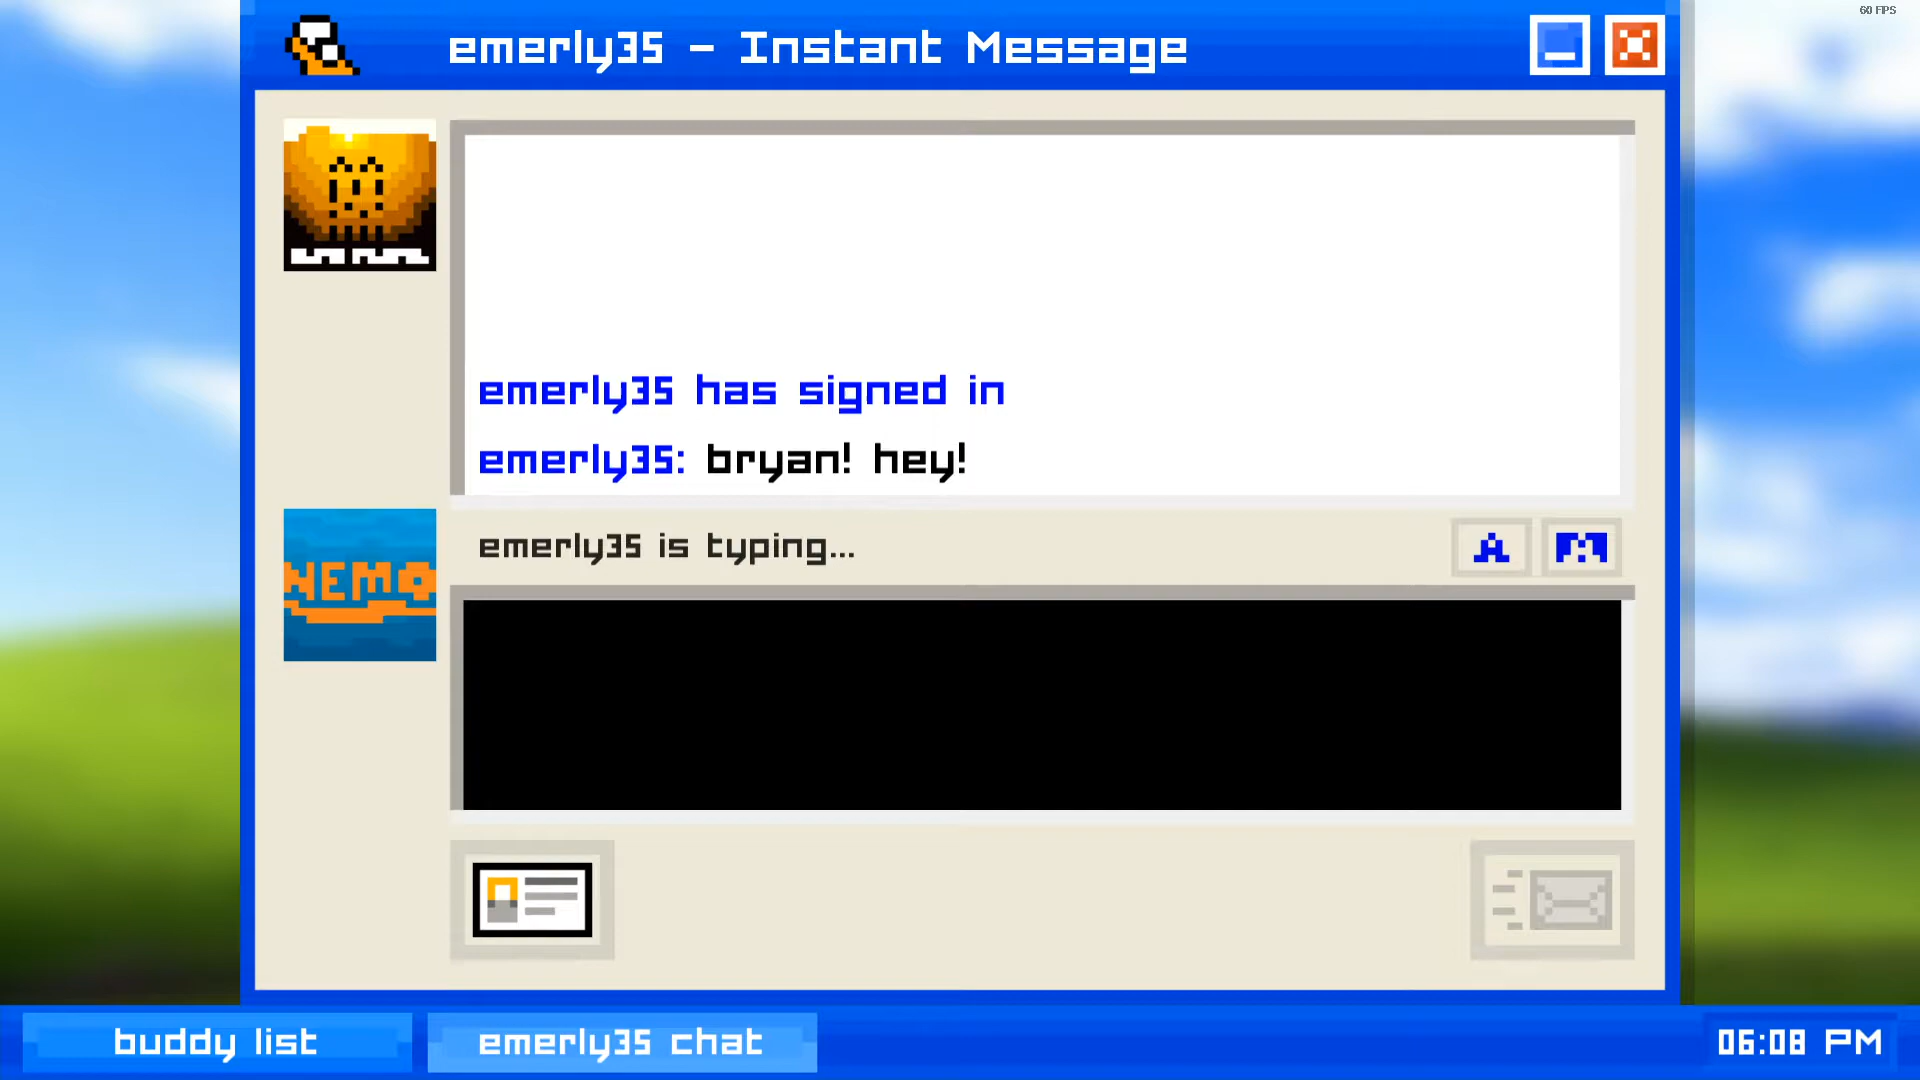 60 FPS
emerly35 - Instant Message
emerly35 has signed in
emerly35: bryan! hey!
emerly35 is typing...
A
NEMO
buddy list
emerly35 chat
06:08 PM